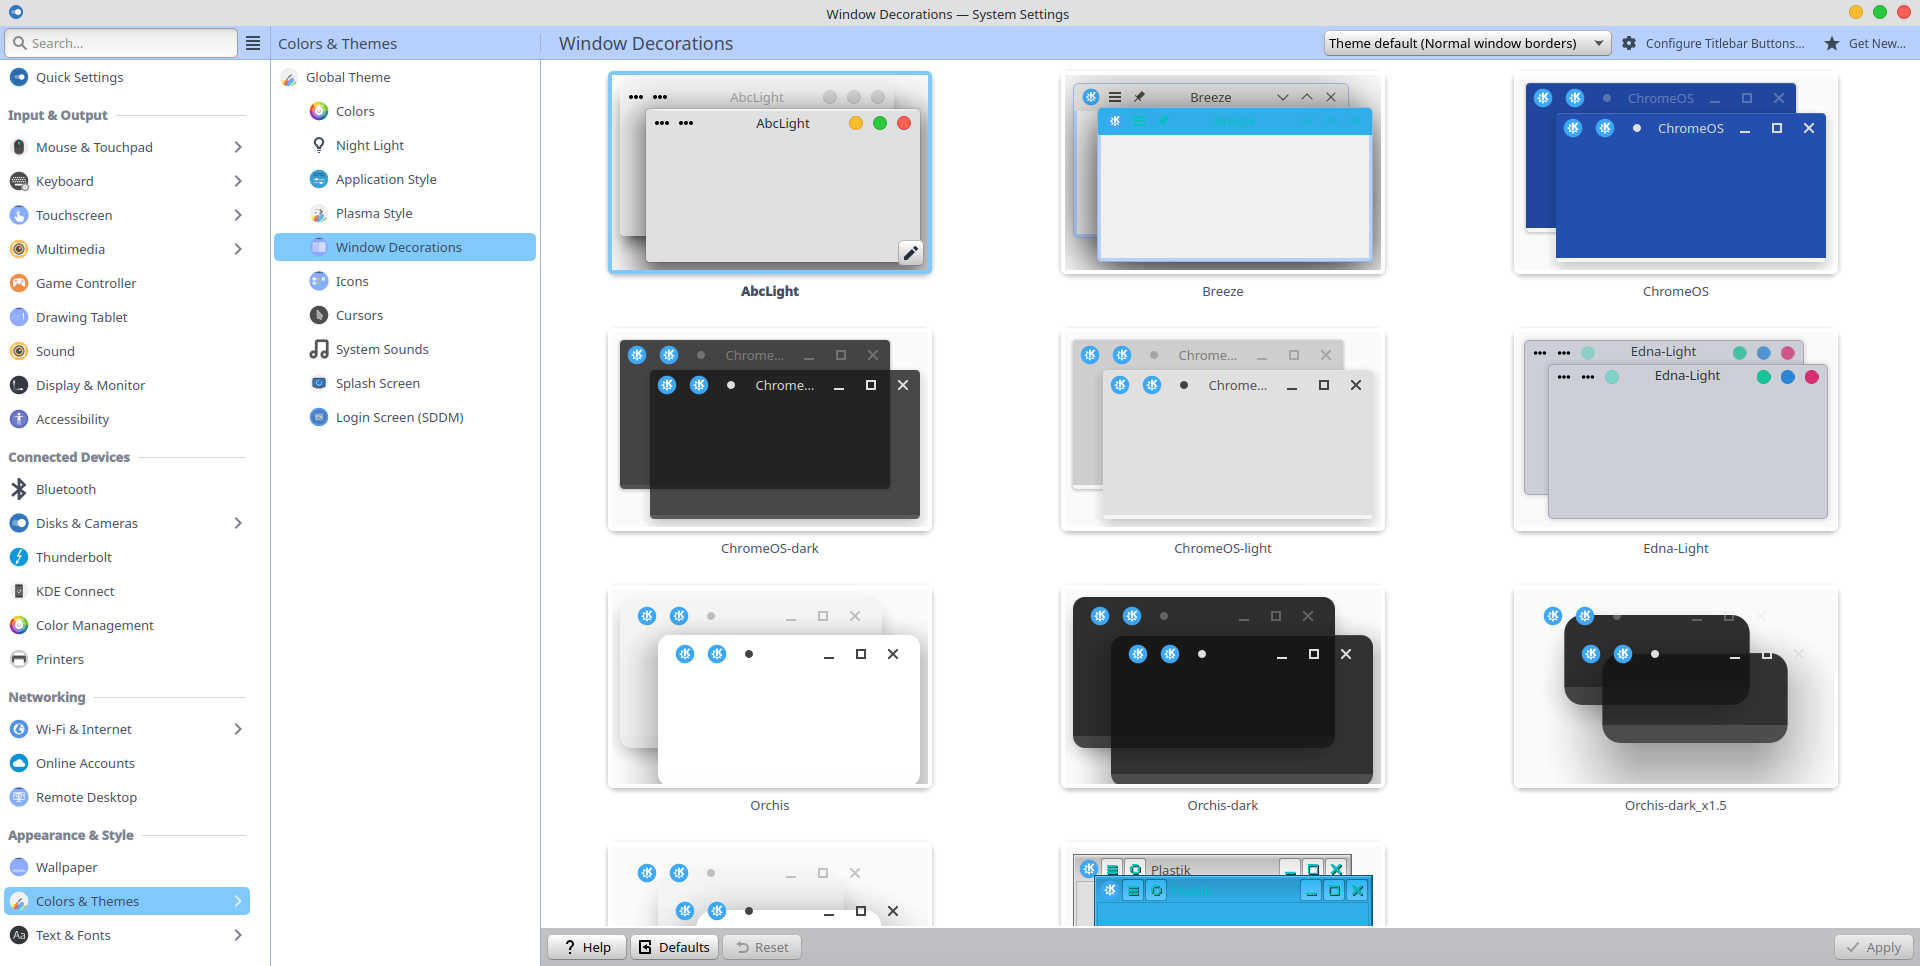 Window Decorations — System Settings
Search...
Colors & Themes
Window Decorations
Theme default (Normal window borders)
Configure Titlebar Buttons...
Get New...
Quick Settings
Input & Output
Mouse & Touchpad
Keyboard
Touchscreen
Multimedia
Game Controller
Drawing Tablet
Sound
Display & Monitor
Accessibility
Connected Devices
Bluetooth
Disks & Cameras
Thunderbolt
KDE Connect
Color Management
Printers
Networking
Wi-Fi & Internet
Online Accounts
Remote Desktop
Appearance & Style
Wallpaper
Colors & Themes
Aa Text & Fonts
Global Theme
Colors
Night Light
Application Style
Plasma Style
Window Decorations
Icons
Cursors
System Sounds
Splash Screen
Login Screen (SDDM)
AbcLight
AbcLight
AbcLight
Breeze
Breeze
Breeze
ChromeOS
ChromeOS
ChromeOS
Chrome...
Chrome...
ChromeOS-dark
Chrome...
Chrome...
ChromeOS-light
Edna-Light
Edna-Light
Edna-Light
Orchis
Orchis-dark
Orchis-dark_x1.5
Plastik
? Help
Defaults
Reset
Apply